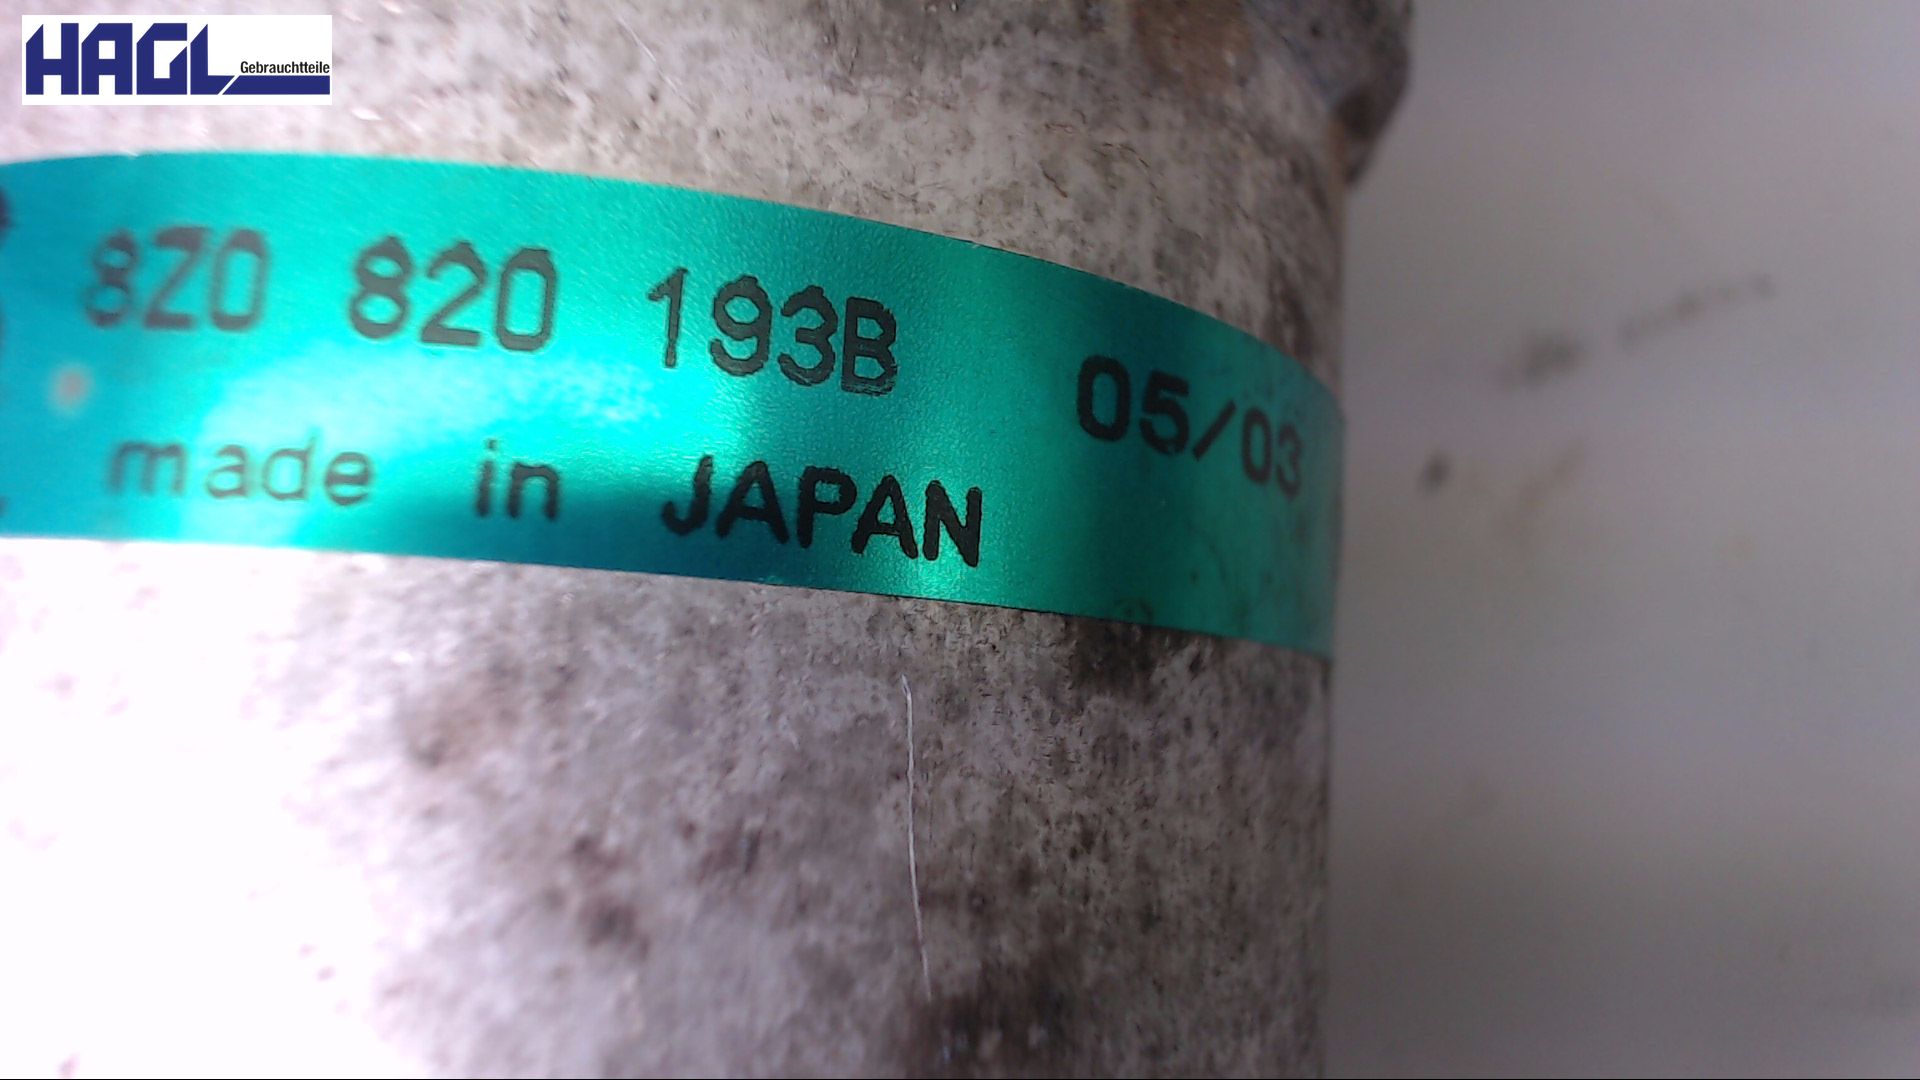 HAGL Gebrauchtteile
8Z0 820 193B 05/03
made in JAPAN